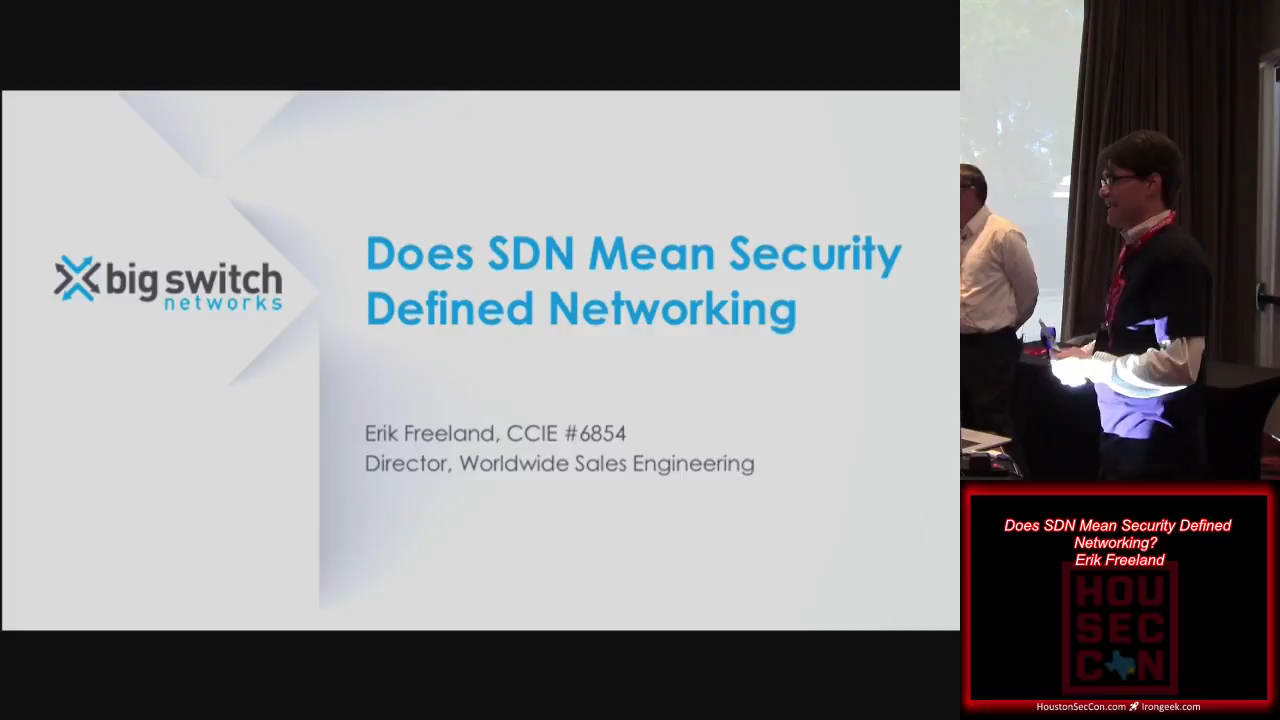 big switch
networks
Does SDN Mean Security
Defined Networking
Erik Freeland, CCIE #6854
Director, Worldwide Sales Engineering
Does SDN Mean Security Defined
Networking?
Erik Freeland
HOU
SEC
CON
HoustonSecCon.com Irongeek.com